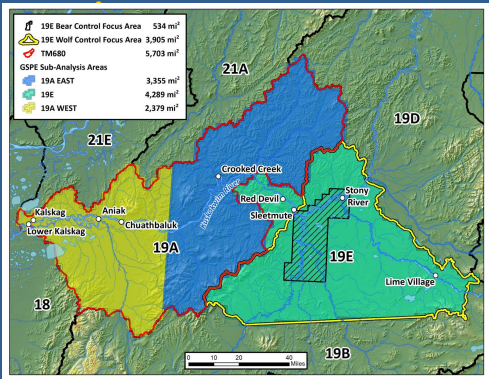 19E Bear Control Focus Area 534 mi²
19E Wolf Control Focus Area 3,905 mi²
TM680 5,703 mi²
GSPE Sub-Analysis Areas
19A EAST 3,355 mi²
19E 4,289 mi²
19A WEST 2,379 mi²
21A
19D
21E
Crooked Creek
Kuskokwim River
Red Devil
Stony
River
Sleetmute
Kalskag
Aniak
Lower Kalskag
Chuathbaluk
19A
19E
Lime Village
18
19B
0 10 20 40
Miles